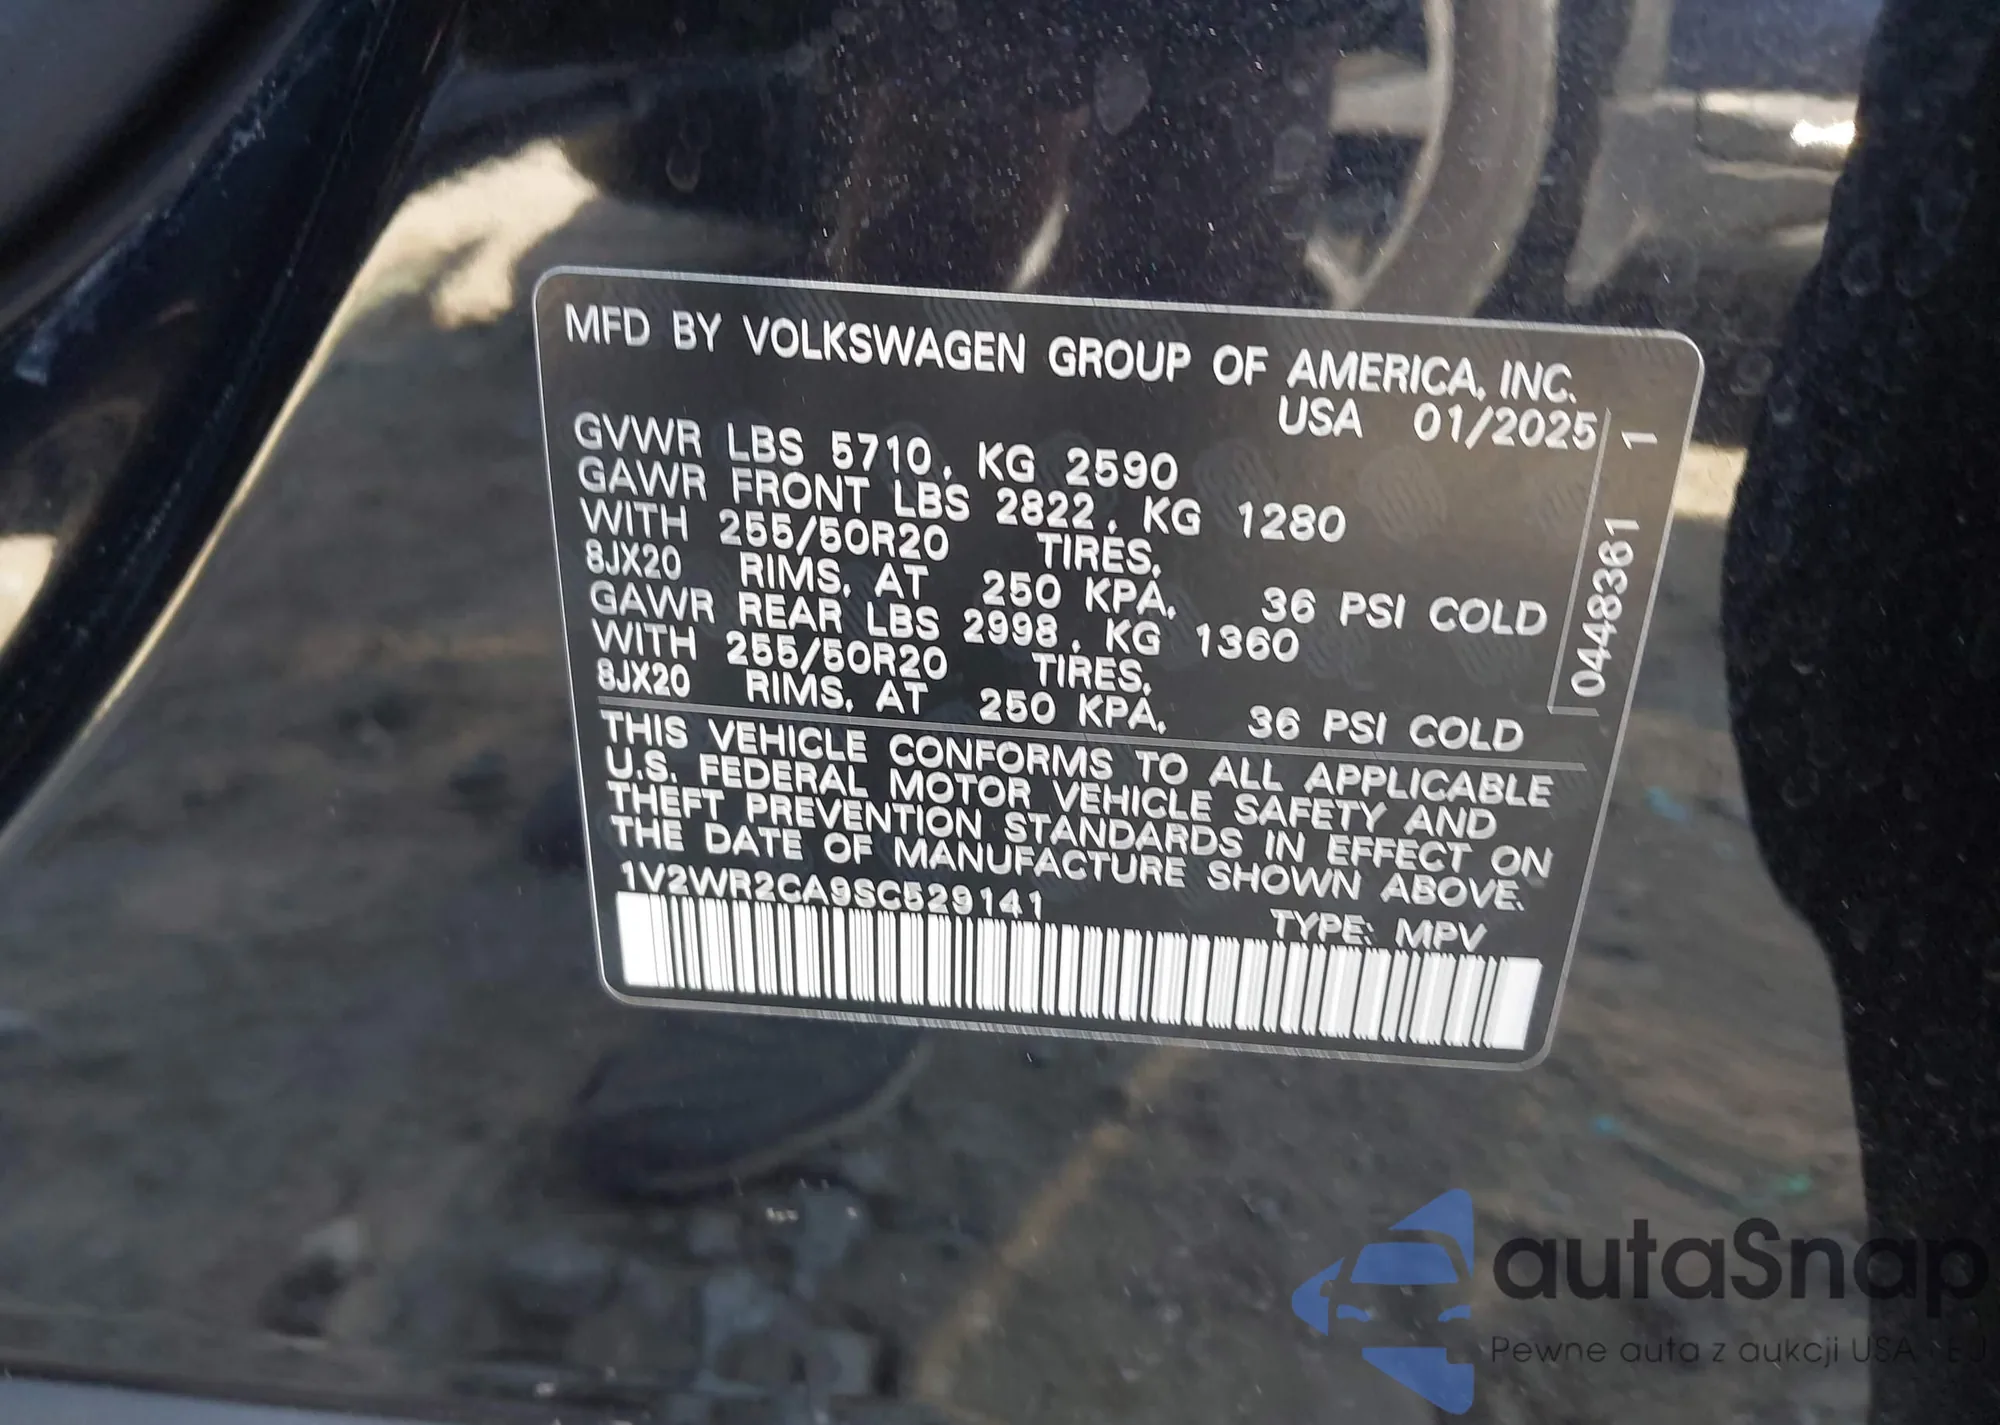 MFD BY VOLKSWAGEN GROUP OF AMERICA, INC.
USA 01/2025
GVWR LBS 5710, KG 2590
GAWR FRONT LBS 2822, KG 1280
WITH 255/50R20 TIRES,
8JX20 RIMS, AT 250 KPA, 36 PSI COLD
GAWR REAR LBS 2998, KG 1360
WITH 255/50R20 TIRES,
8JX20 RIMS, AT 250 KPA, 36 PSI COLD
0448361 1
THIS VEHICLE CONFORMS TO ALL APPLICABLE
U.S. FEDERAL MOTOR VEHICLE SAFETY AND
THEFT PREVENTION STANDARDS IN EFFECT ON
THE DATE OF MANUFACTURE SHOWN ABOVE.
1V2WR2CA9SC529141
TYPE: MPV
autaSnap
Pewne auta z aukcji USA i EU